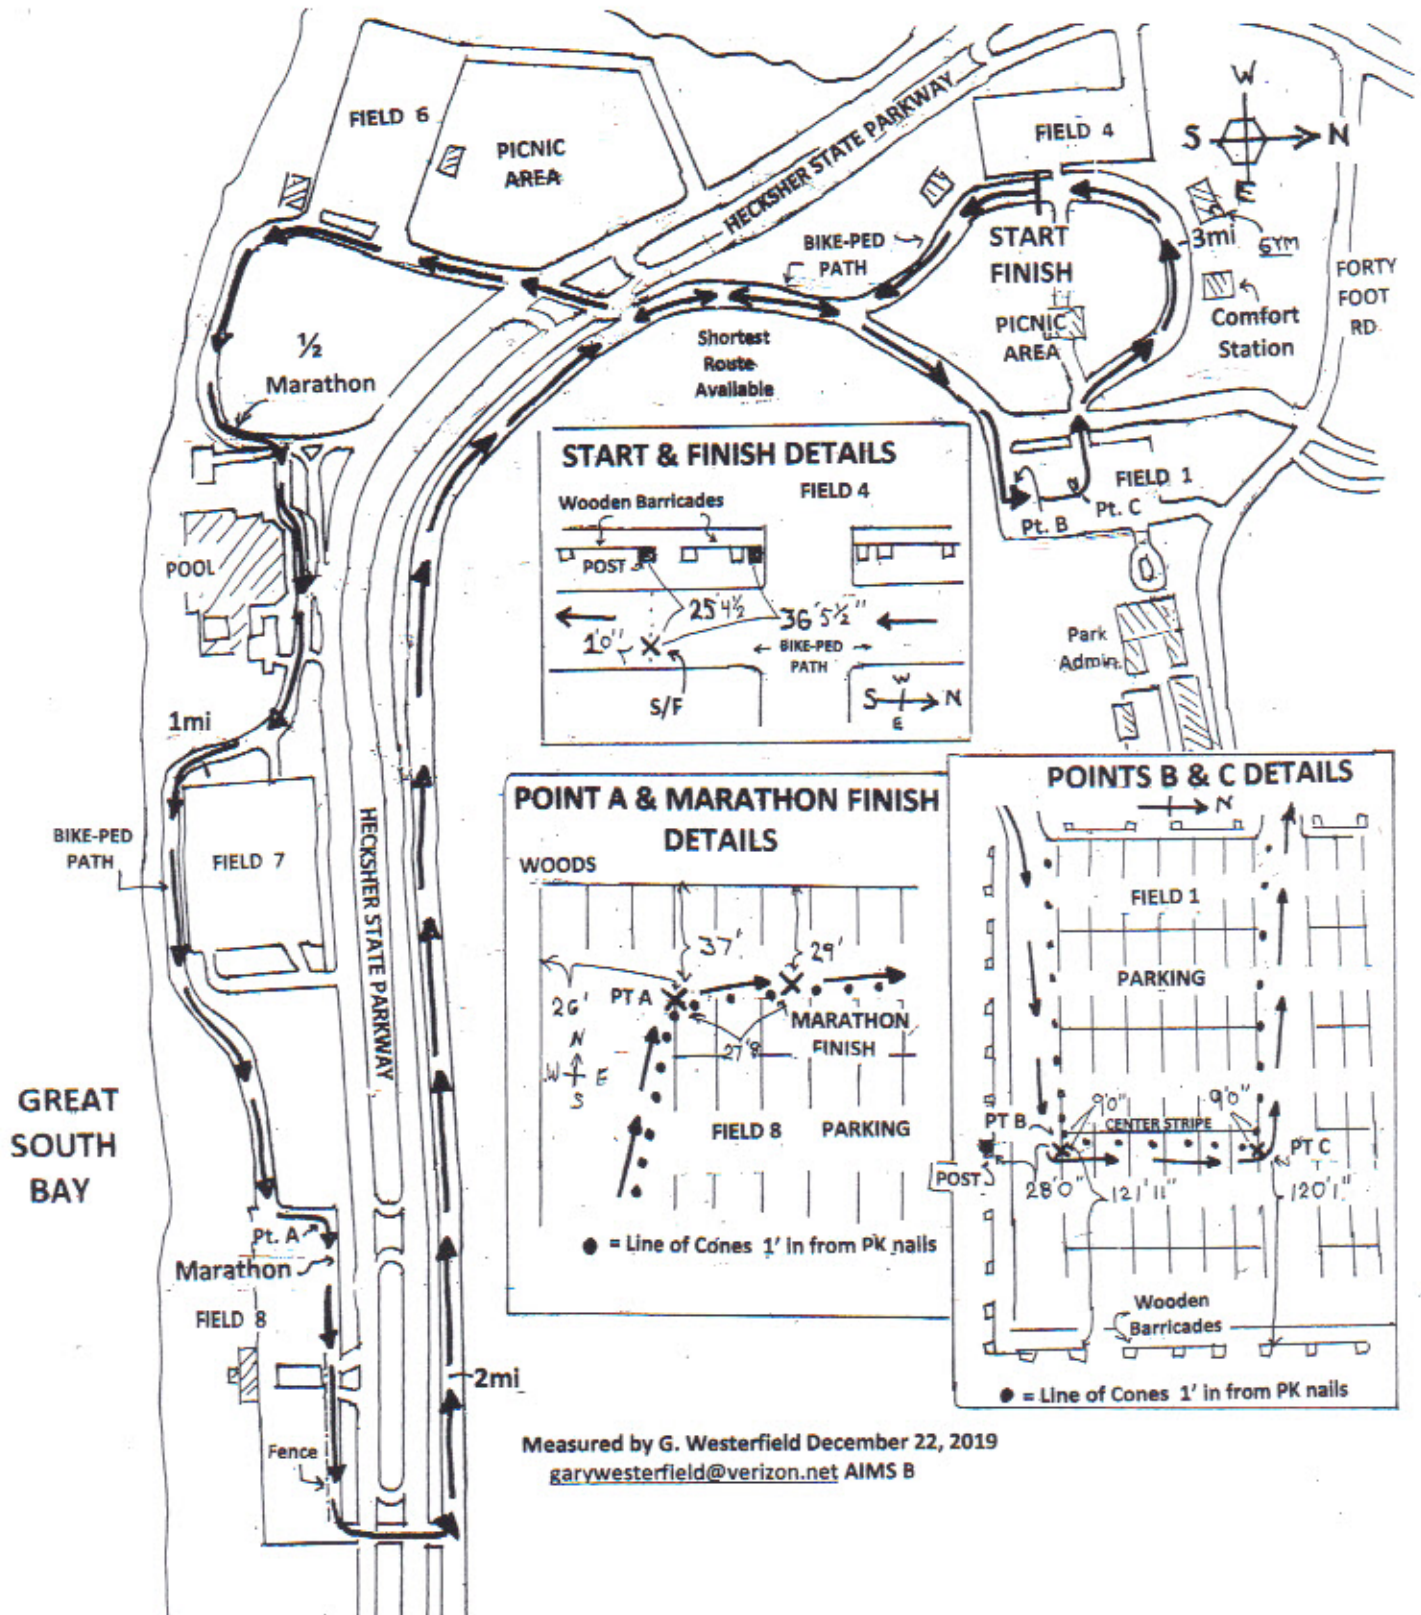 FIELD 6
PICNIC
AREA
HECKSHER STATE PARKWAY
FIELD 4
W
S
N
E
BIKE-PED
PATH
START
FINISH
3mi
GYM
FORTY
FOOT
RD
PICNIC
AREA
Comfort
Station
Shortest
Route
Available
½
Marathon
FIELD 1
Pt. B
Pt. C
POOL
Park
Admin.
1mi
BIKE-PED
PATH
FIELD 7
HECKSHER STATE PARKWAY
GREAT
SOUTH
BAY
Pt. A
Marathon
FIELD 8
2mi
Fence
START & FINISH DETAILS
Wooden Barricades
FIELD 4
POST
25'4½
36'5½"
1'0"
BIKE-PED
PATH
S/F
W
S
N
E
POINT A & MARATHON FINISH
DETAILS
WOODS
37'
29'
26'
PT A
MARATHON
FINISH
27'8
N
W
E
S
FIELD 8
PARKING
= Line of Cones 1' in from PK nails
POINTS B & C DETAILS
N
FIELD 1
PARKING
9'0"
9'0"
PT B
CENTER STRIPE
PT C
POST
28'0"
121'11"
120'1"
Wooden
Barricades
= Line of Cones 1' in from PK nails
Measured by G. Westerfield December 22, 2019
garywesterfield@verizon.net AIMS B